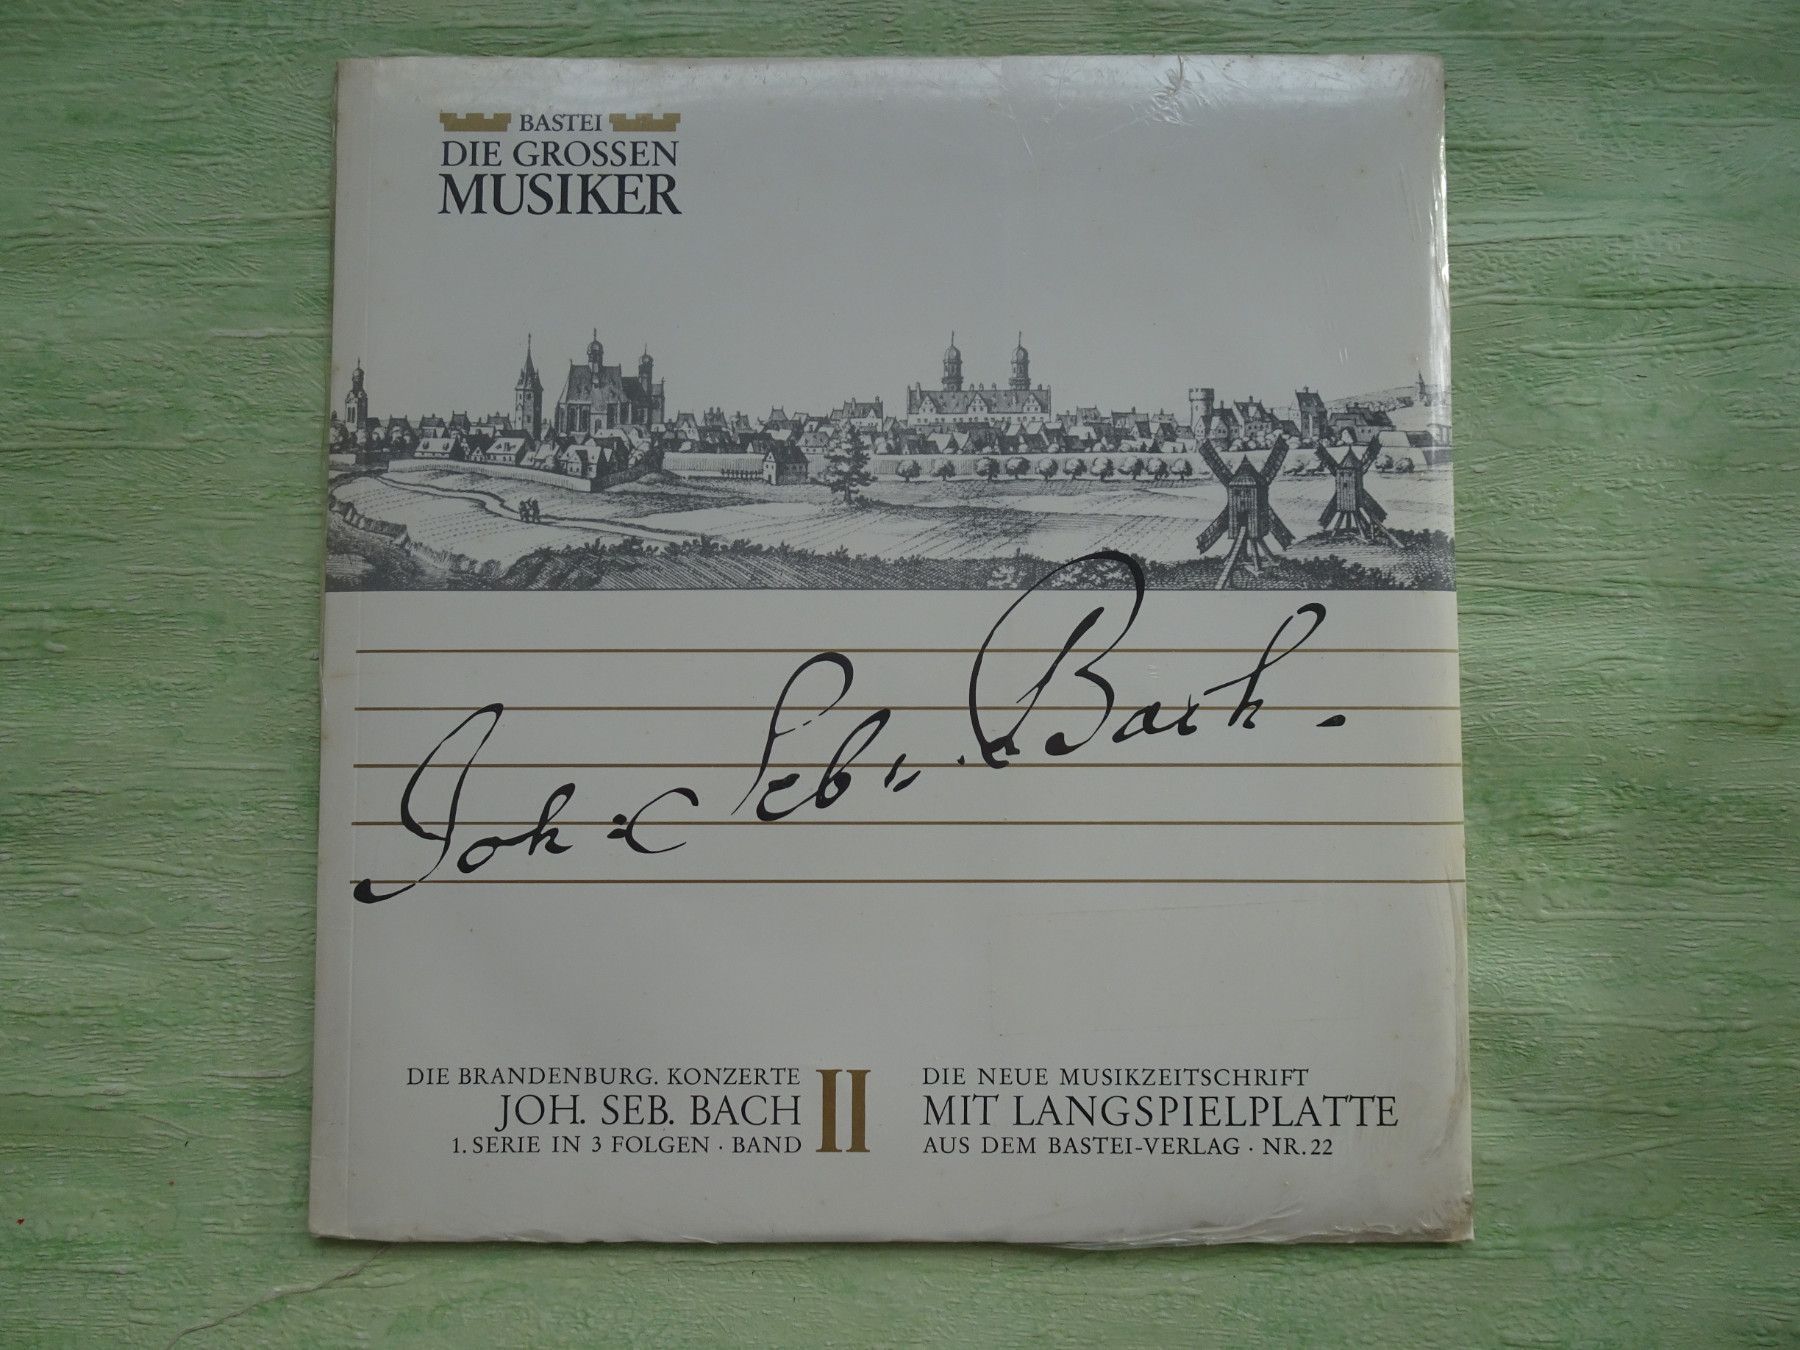 BASTEI
DIE GROSSEN
MUSIKER
Joh. Seb. Bach.
DIE BRANDENBURG. KONZERTE
JOH. SEB. BACH
1. SERIE IN 3 FOLGEN · BAND
II
DIE NEUE MUSIKZEITSCHRIFT
MIT LANGSPIELPLATTE
AUS DEM BASTEI-VERLAG · NR. 22